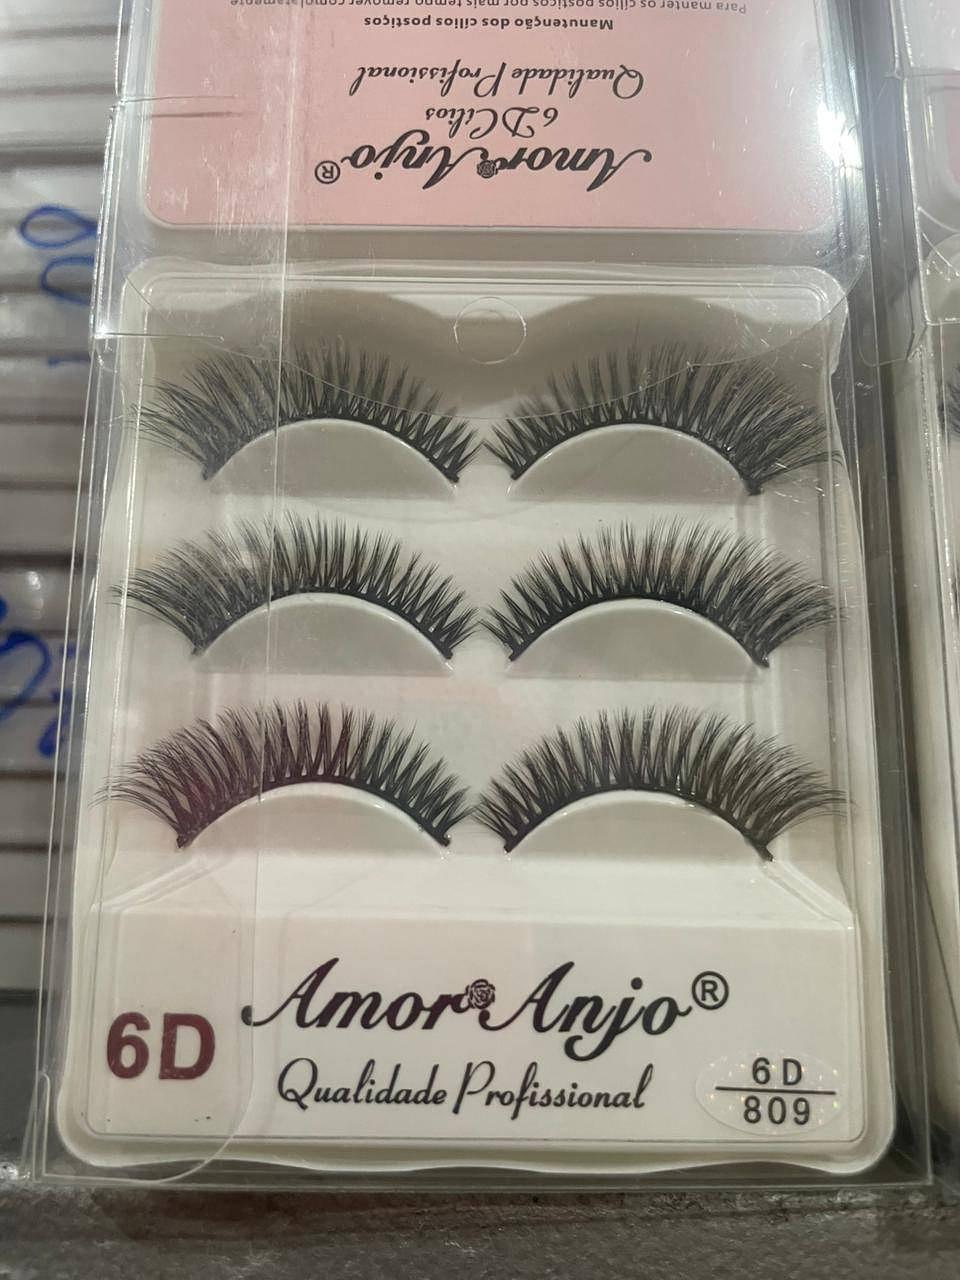 Para manter os cílios postiços por mais tempo remover completamente
Manutenção dos cílios postiços
Qualidade Profissional
6D Cílios
Amor Anjo®
Amor Anjo®
6D
Qualidade Profissional
6D
809